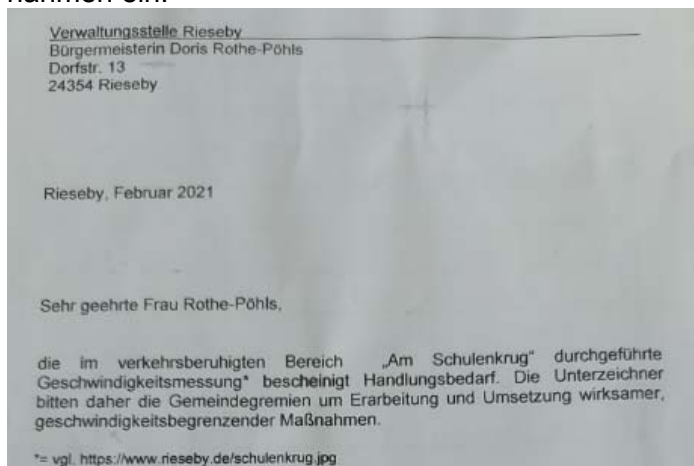 nahmen ein.
Verwaltungsstelle Rieseby
Bürgermeisterin Doris Rothe-Pöhls
Dorfstr. 13
24354 Rieseby
Rieseby, Februar 2021
Sehr geehrte Frau Rothe-Pöhls,
die im verkehrsberuhigten Bereich „Am Schulenkrug" durchgeführte
Geschwindigkeitsmessung* bescheinigt Handlungsbedarf. Die Unterzeichner
bitten daher die Gemeindegremien um Erarbeitung und Umsetzung wirksamer,
geschwindigkeitsbegrenzender Maßnahmen.
*= vgl. https://www.rieseby.de/schulenkrug.jpg